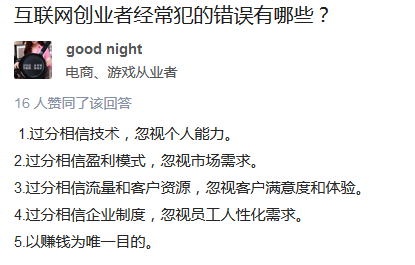 互联网创业者经常犯的错误有哪些？
good night
电商、游戏从业者
16 人赞同了该回答
1.过分相信技术，忽视个人能力。
2.过分相信盈利模式，忽视市场需求。
3.过分相信流量和客户资源，忽视客户满意度和体验。
4.过分相信企业制度，忽视员工人性化需求。
5.以赚钱为唯一目的。